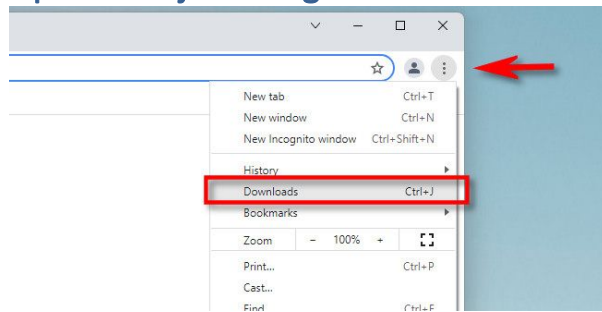 New tab Ctrl+T
New window Ctrl+N
New Incognito window Ctrl+Shift+N
History
Downloads Ctrl+J
Bookmarks
Zoom - 100% +
Print... Ctrl+P
Cast...
Find... Ctrl+F